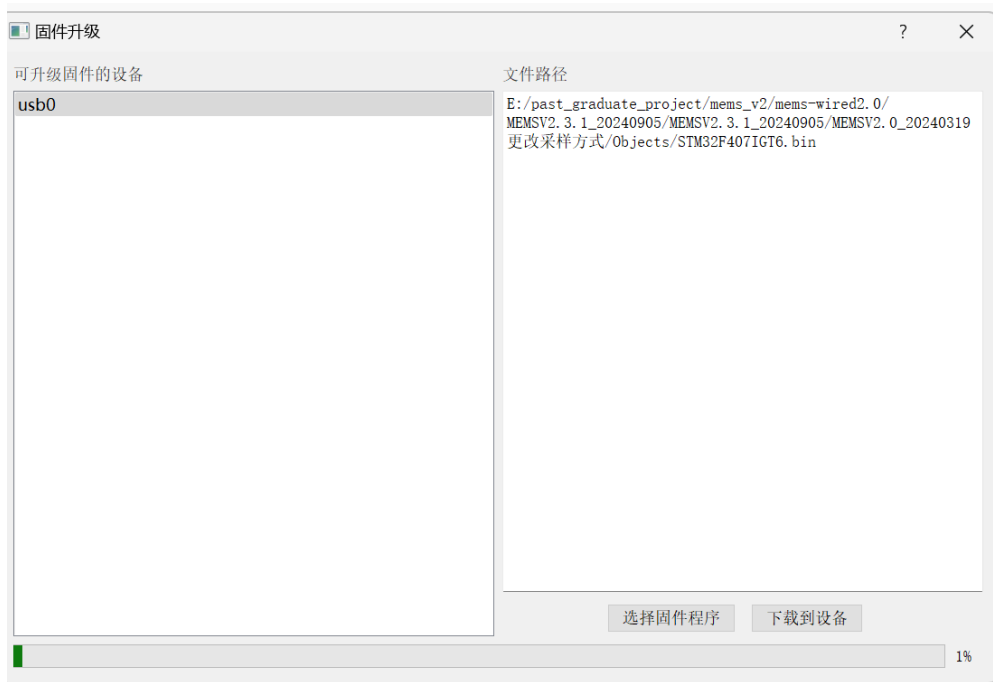 固件升级
?
可升级固件的设备
文件路径
usb0
E:/past_graduate_project/mems_v2/mems-wired2.0/
MEMSV2.3.1_20240905/MEMSV2.3.1_20240905/MEMSV2.0_20240319
更改采样方式/Objects/STM32F407IGT6.bin
选择固件程序
下载到设备
1%